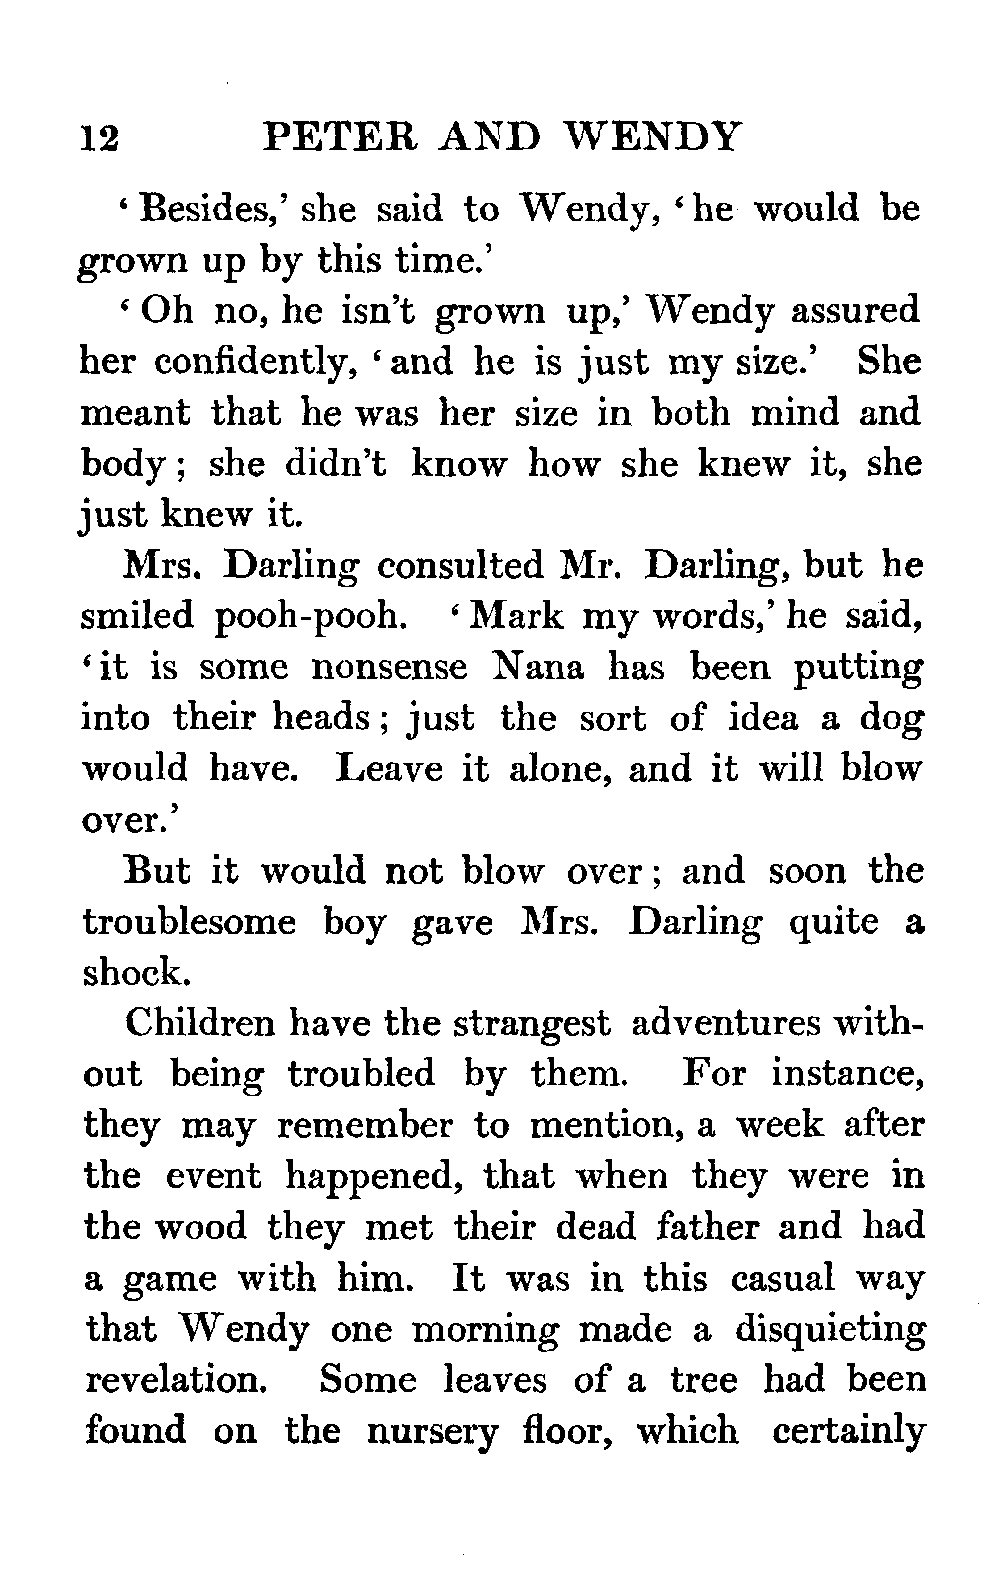 12 PETER AND WENDY
‘ Besides,’ she said to Wendy, ‘ he would be
grown up by this time.’
‘ Oh no, he isn’t grown up,’ Wendy assured
her confidently, ‘ and he is just my size.’ She
meant that he was her size in both mind and
body ; she didn’t know how she knew it, she
just knew it.
Mrs. Darling consulted Mr. Darling, but he
smiled pooh-pooh. ‘ Mark my words,’ he said,
‘ it is some nonsense Nana has been putting
into their heads ; just the sort of idea a dog
would have. Leave it alone, and it will blow
over.’
But it would not blow over ; and soon the
troublesome boy gave Mrs. Darling quite a
shock.
Children have the strangest adventures with-
out being troubled by them. For instance,
they may remember to mention, a week after
the event happened, that when they were in
the wood they met their dead father and had
a game with him. It was in this casual way
that Wendy one morning made a disquieting
revelation. Some leaves of a tree had been
found on the nursery floor, which certainly